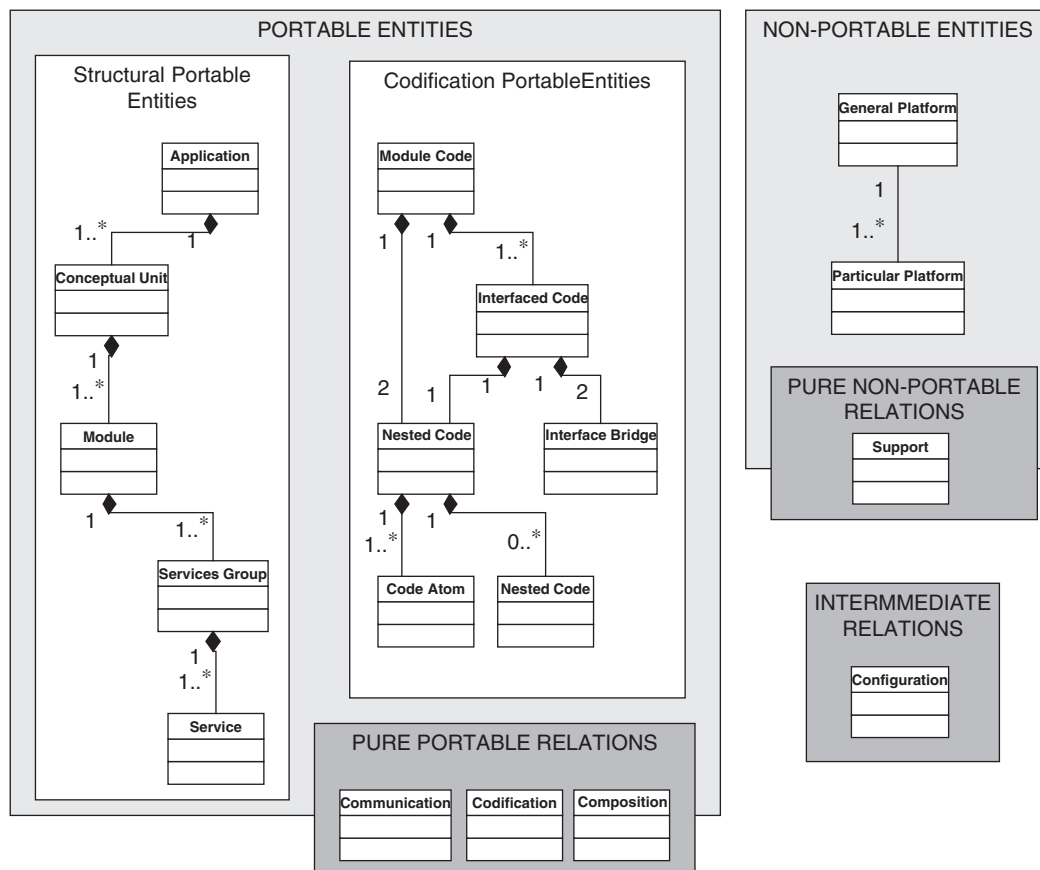 PORTABLE ENTITIES
Structural Portable
Entities
Application
1
1..*
Conceptual Unit
1
1..*
Module
1
1..*
Services Group
1
1..*
Service
Codification PortableEntities
Module Code
1
1
1..*
Interfaced Code
2
1
1
1
2
Nested Code
Interface Bridge
1
1
1..*
0..*
Code Atom
Nested Code
PURE PORTABLE RELATIONS
Communication
Codification
Composition
NON-PORTABLE ENTITIES
General Platform
1
1..*
Particular Platform
PURE NON-PORTABLE
RELATIONS
Support
INTERMMEDIATE
RELATIONS
Configuration